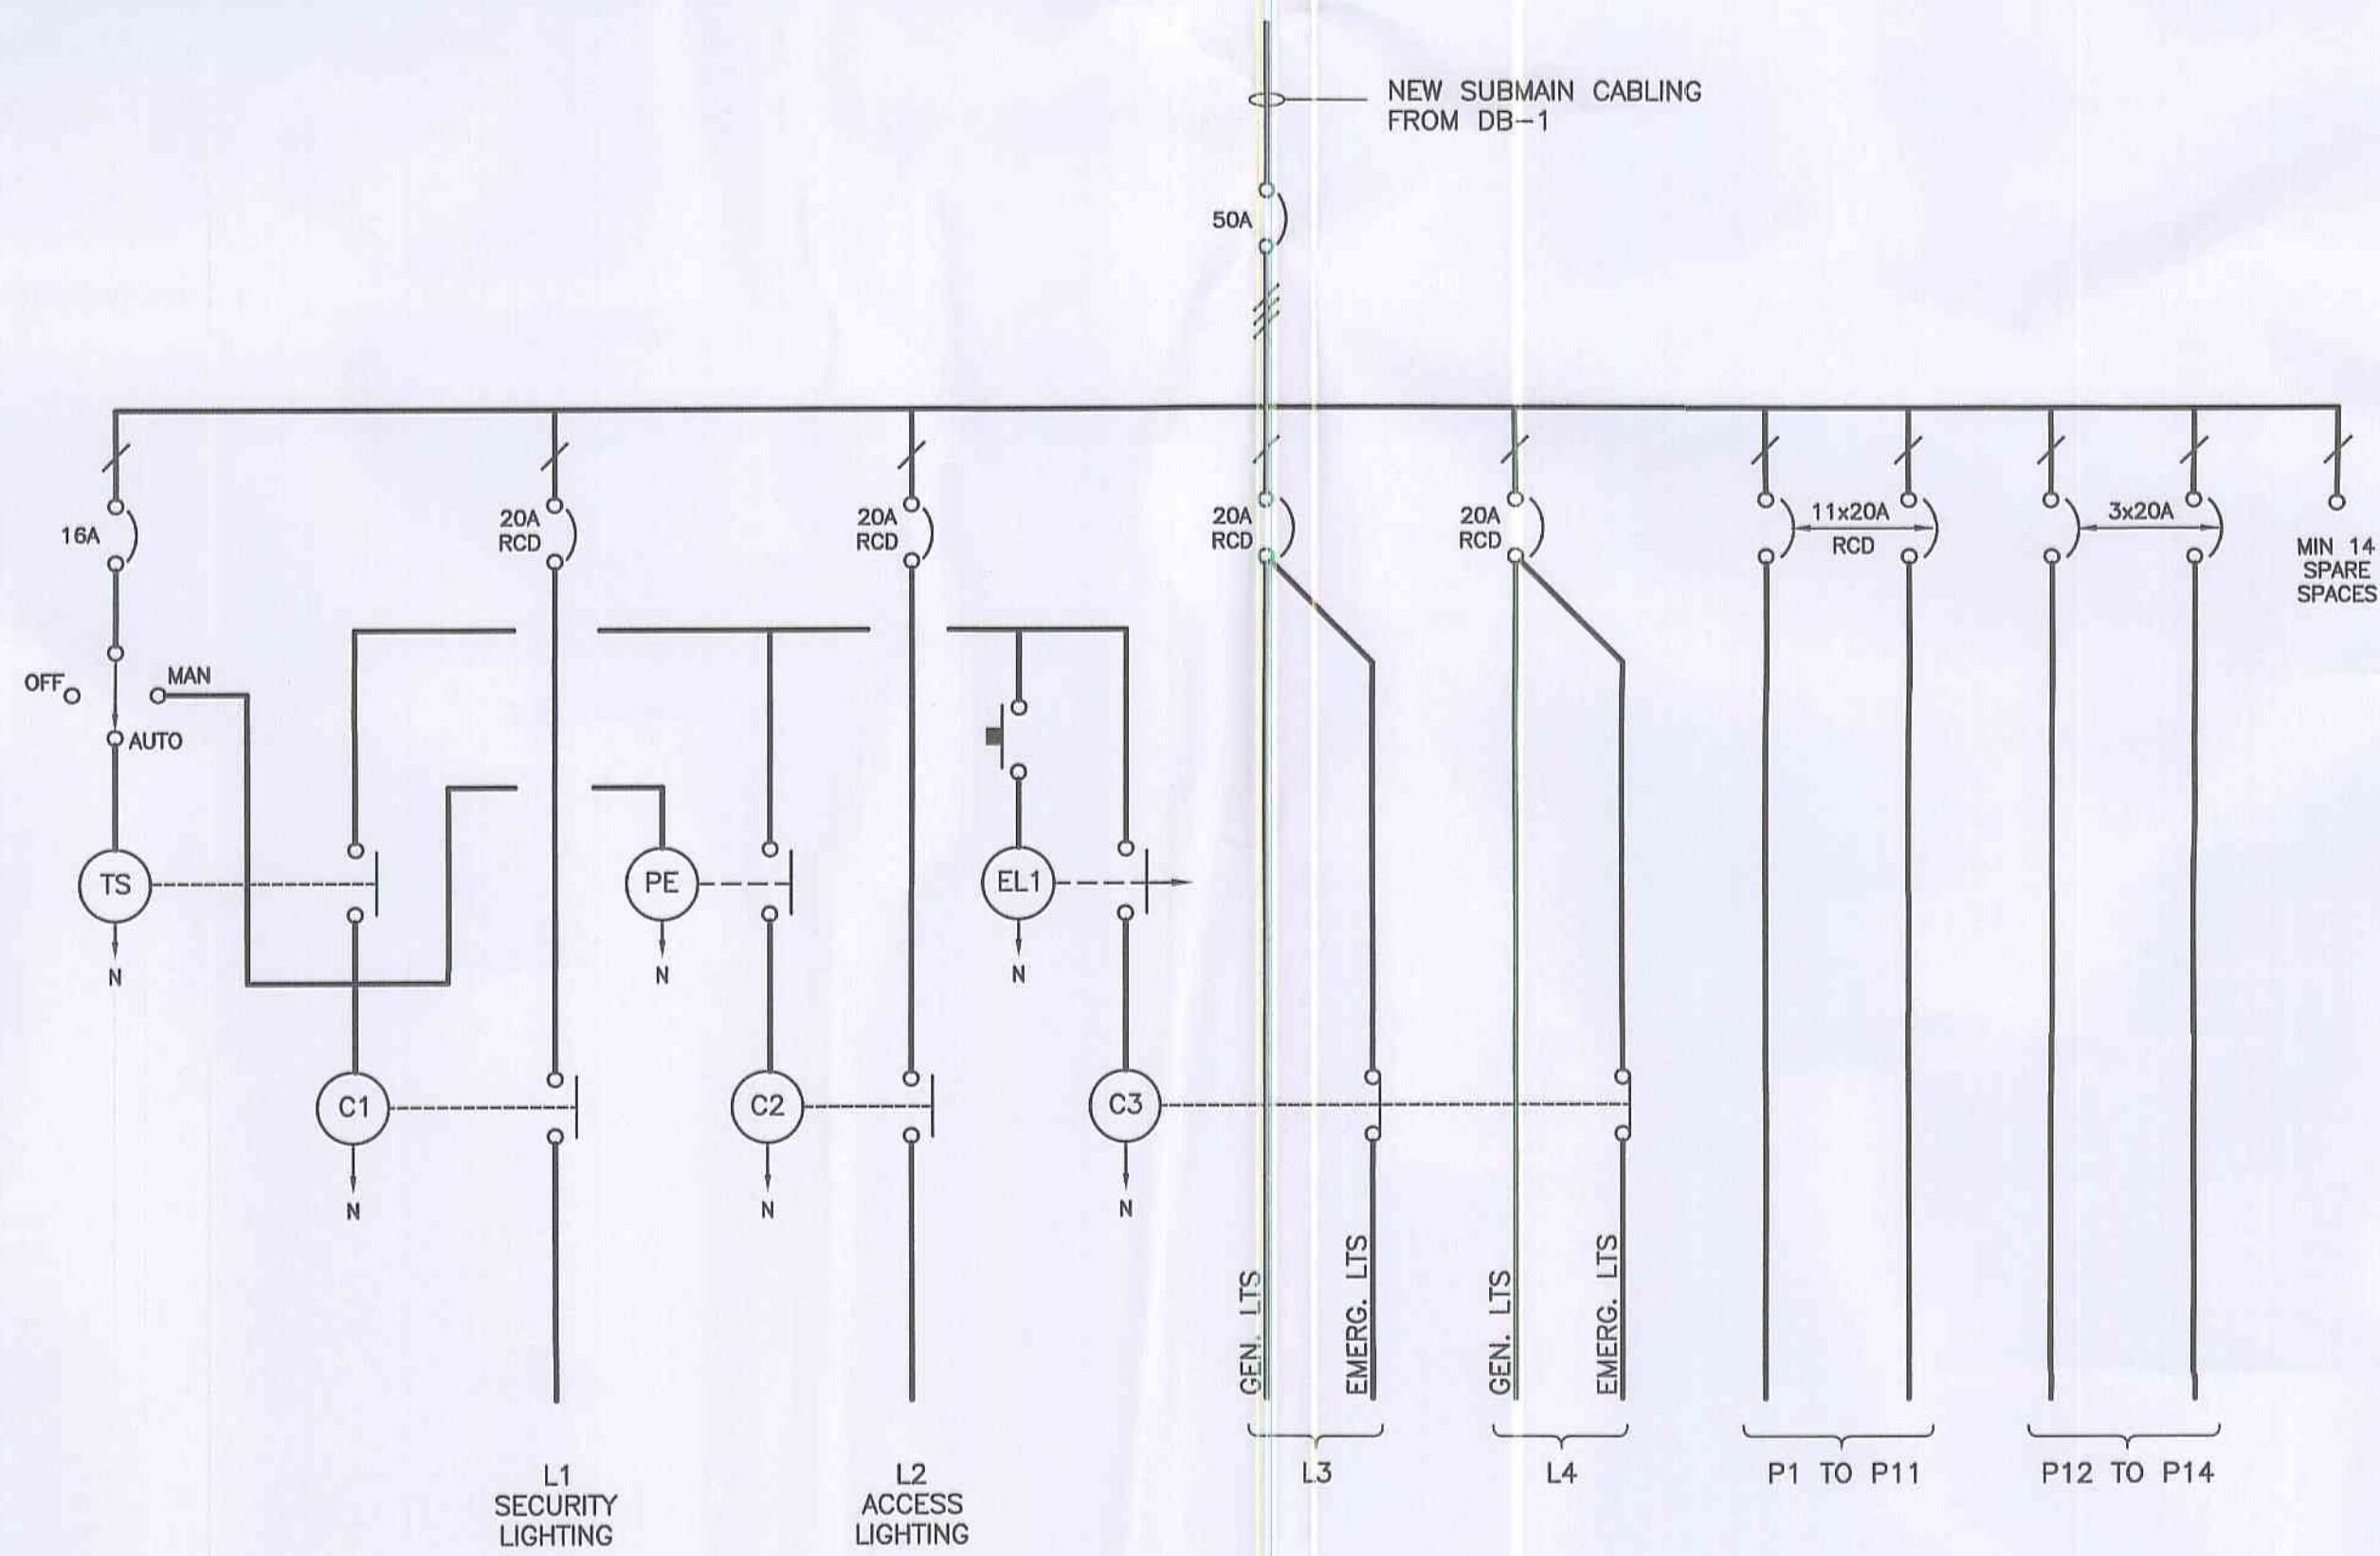 NEW SUBMAIN CABLING
FROM DB-1
50A
16A
20A
RCD
20A
RCD
20A
RCD
20A
RCD
11x20A
RCD
3x20A
MIN 14
SPARE
SPACES
OFF
MAN
AUTO
TS
N
PE
N
EL1
N
C1
N
C2
N
C3
N
GEN. LTS
EMERG. LTS
GEN. LTS
EMERG. LTS
L1
SECURITY
LIGHTING
L2
ACCESS
LIGHTING
L3
L4
P1 TO P11
P12 TO P14